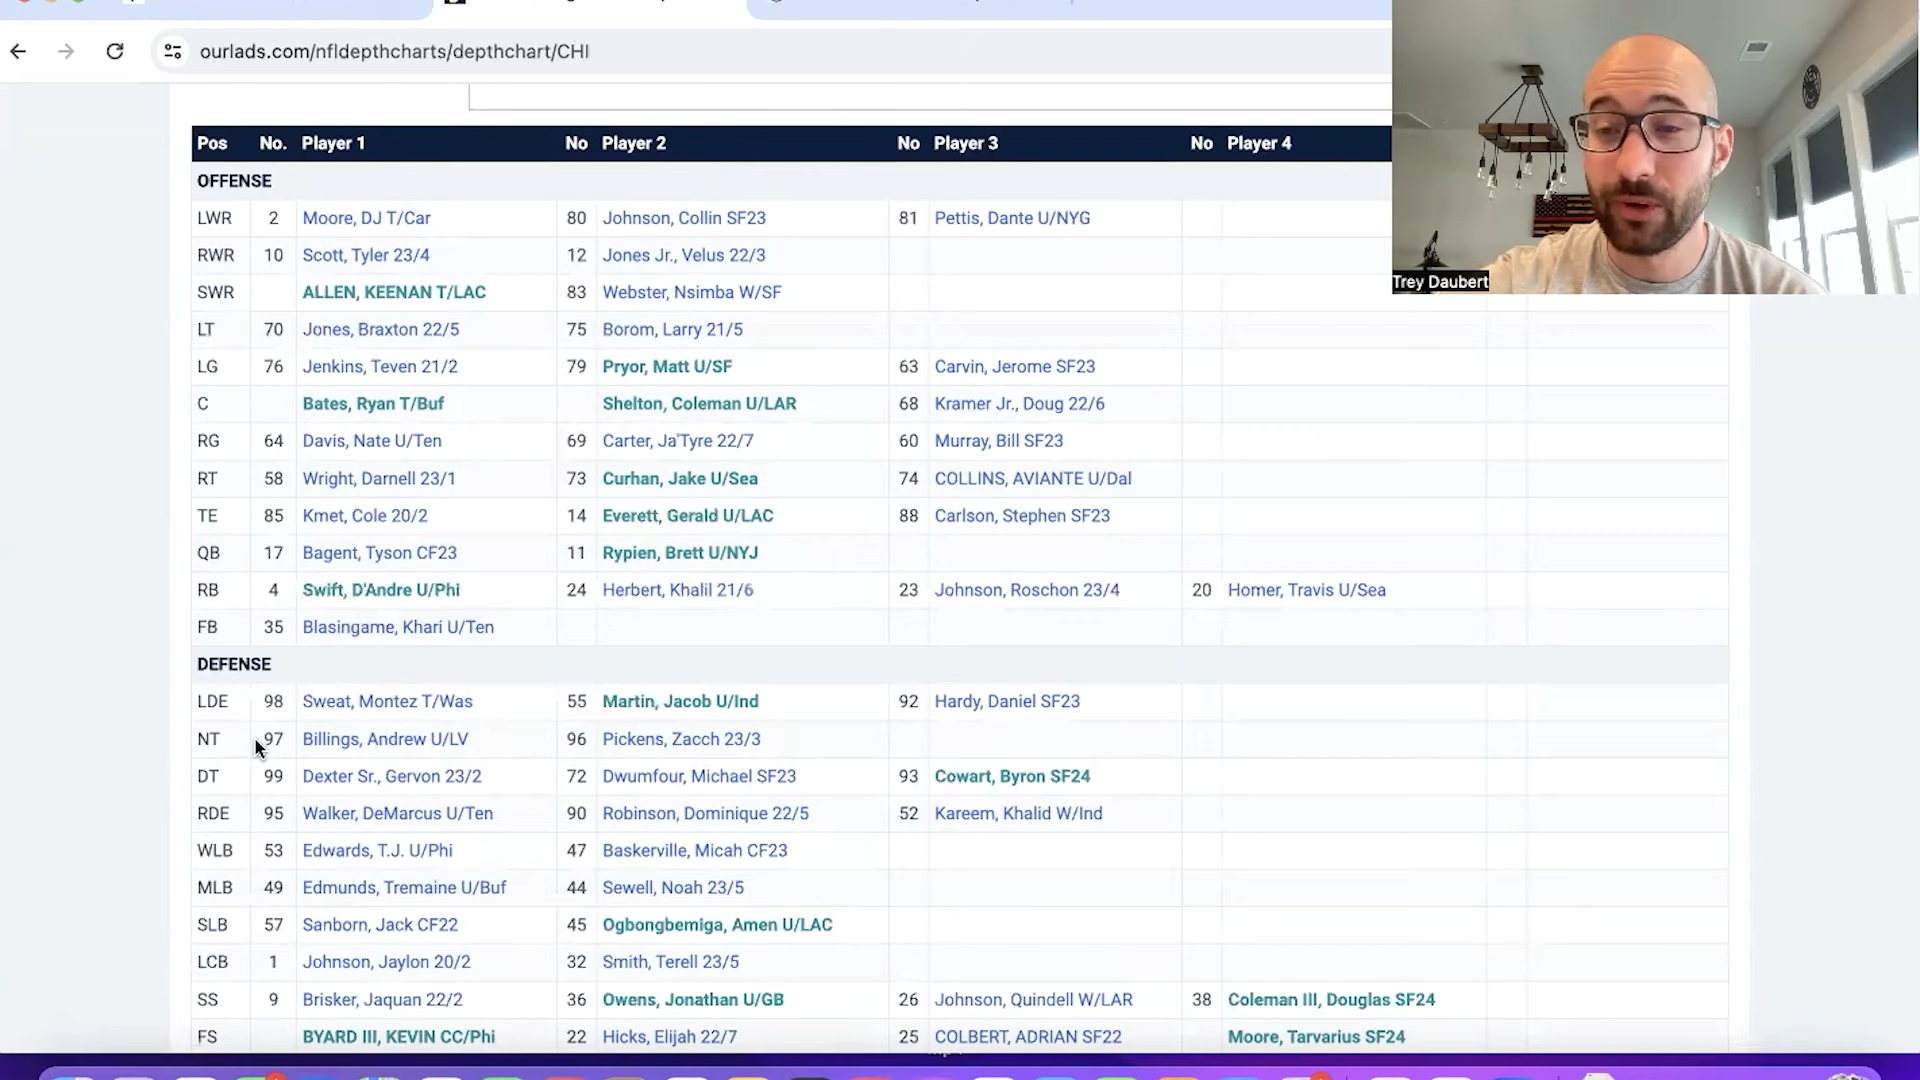 ourlads.com/nfldepthcharts/depthchart/CHI
Trey Daubert
Pos No. Player 1 No Player 2 No Player 3 No Player 4
OFFENSE
LWR 2 Moore, DJ T/Car 80 Johnson, Collin SF23 81 Pettis, Dante U/NYG
RWR 10 Scott, Tyler 23/4 12 Jones Jr., Velus 22/3
SWR ALLEN, KEENAN T/LAC 83 Webster, Nsimba W/SF
LT 70 Jones, Braxton 22/5 75 Borom, Larry 21/5
LG 76 Jenkins, Teven 21/2 79 Pryor, Matt U/SF 63 Carvin, Jerome SF23
C Bates, Ryan T/Buf Shelton, Coleman U/LAR 68 Kramer Jr., Doug 22/6
RG 64 Davis, Nate U/Ten 69 Carter, Ja'Tyre 22/7 60 Murray, Bill SF23
RT 58 Wright, Darnell 23/1 73 Curhan, Jake U/Sea 74 COLLINS, AVIANTE U/Dal
TE 85 Kmet, Cole 20/2 14 Everett, Gerald U/LAC 88 Carlson, Stephen SF23
QB 17 Bagent, Tyson CF23 11 Rypien, Brett U/NYJ
RB 4 Swift, D'Andre U/Phi 24 Herbert, Khalil 21/6 23 Johnson, Roschon 23/4 20 Homer, Travis U/Sea
FB 35 Blasingame, Khari U/Ten
DEFENSE
LDE 98 Sweat, Montez T/Was 55 Martin, Jacob U/Ind 92 Hardy, Daniel SF23
NT 97 Billings, Andrew U/LV 96 Pickens, Zacch 23/3
DT 99 Dexter Sr., Gervon 23/2 72 Dwumfour, Michael SF23 93 Cowart, Byron SF24
RDE 95 Walker, DeMarcus U/Ten 90 Robinson, Dominique 22/5 52 Kareem, Khalid W/Ind
WLB 53 Edwards, T.J. U/Phi 47 Baskerville, Micah CF23
MLB 49 Edmunds, Tremaine U/Buf 44 Sewell, Noah 23/5
SLB 57 Sanborn, Jack CF22 45 Ogbongbemiga, Amen U/LAC
LCB 1 Johnson, Jaylon 20/2 32 Smith, Terell 23/5
SS 9 Brisker, Jaquan 22/2 36 Owens, Jonathan U/GB 26 Johnson, Quindell W/LAR 38 Coleman III, Douglas SF24
FS BYARD III, KEVIN CC/Phi 22 Hicks, Elijah 22/7 25 COLBERT, ADRIAN SF22 Moore, Tarvarius SF24